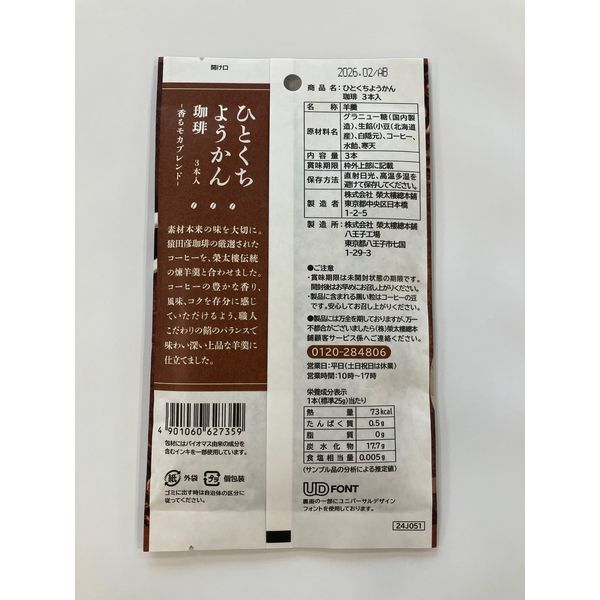 開け口
ひとくち
ようかん
珈琲 3本入
-香るモカブレンド-
素材本来の味を大切に。
猿田彦珈琲の厳選された
コーヒーを、榮太樓伝統
の煉羊羹と合わせました。
コーヒーの豊かな香り、
風味、コクを存分に感じ
ていただけるよう、職人
こだわりの餡のバランスで
味わい深い上品な羊羹に
仕立てました。
4 901060 627359
包材にはバイオマス由来の成分を
含むインキを一部使用しています。
紙 外袋 プラ 個包装
ゴミに出す時は自治体の区分に
従ってください。
2026.02/AB
商品名:ひとくちようかん
珈琲 3本入
名称 羊羹
原材料名 グラニュー糖(国内製
造)、生餡(小豆(北海道
産)、白隠元)、コーヒー、
水飴、寒天
内容量 3本
賞味期限 枠外上部に記載
保存方法 直射日光、高温多湿を
避けて保存してください。
製造者 株式会社 榮太樓總本鋪
東京都中央区日本橋
1-2-5
製造所:株式会社 榮太樓總本鋪
八王子工場
東京都八王子市七国
1-29-3
●ご注意
・賞味期限は未開封状態の期限です。
開封後はお早めにお召し上がりください。
・製品に含まれる黒い粒はコーヒーの豆
です。安心してお召し上がりください。
●製品には万全を期しておりますが、万一
不都合がございましたら(株)榮太樓總本
鋪お客様サービス係へご連絡ください。
0120-284806
営業日:平日(土日祝日は休業)
営業時間:10時~17時
栄養成分表示
1本(標準25g)当たり
熱量 73kcal
たんぱく質 0.5g
脂質 0g
炭水化物 17.7g
食塩相当量 0.005g
(サンプル品の分析による推定値)
UD FONT
裏面の一部にユニバーサルデザイン
フォントを使用しております。
24J051